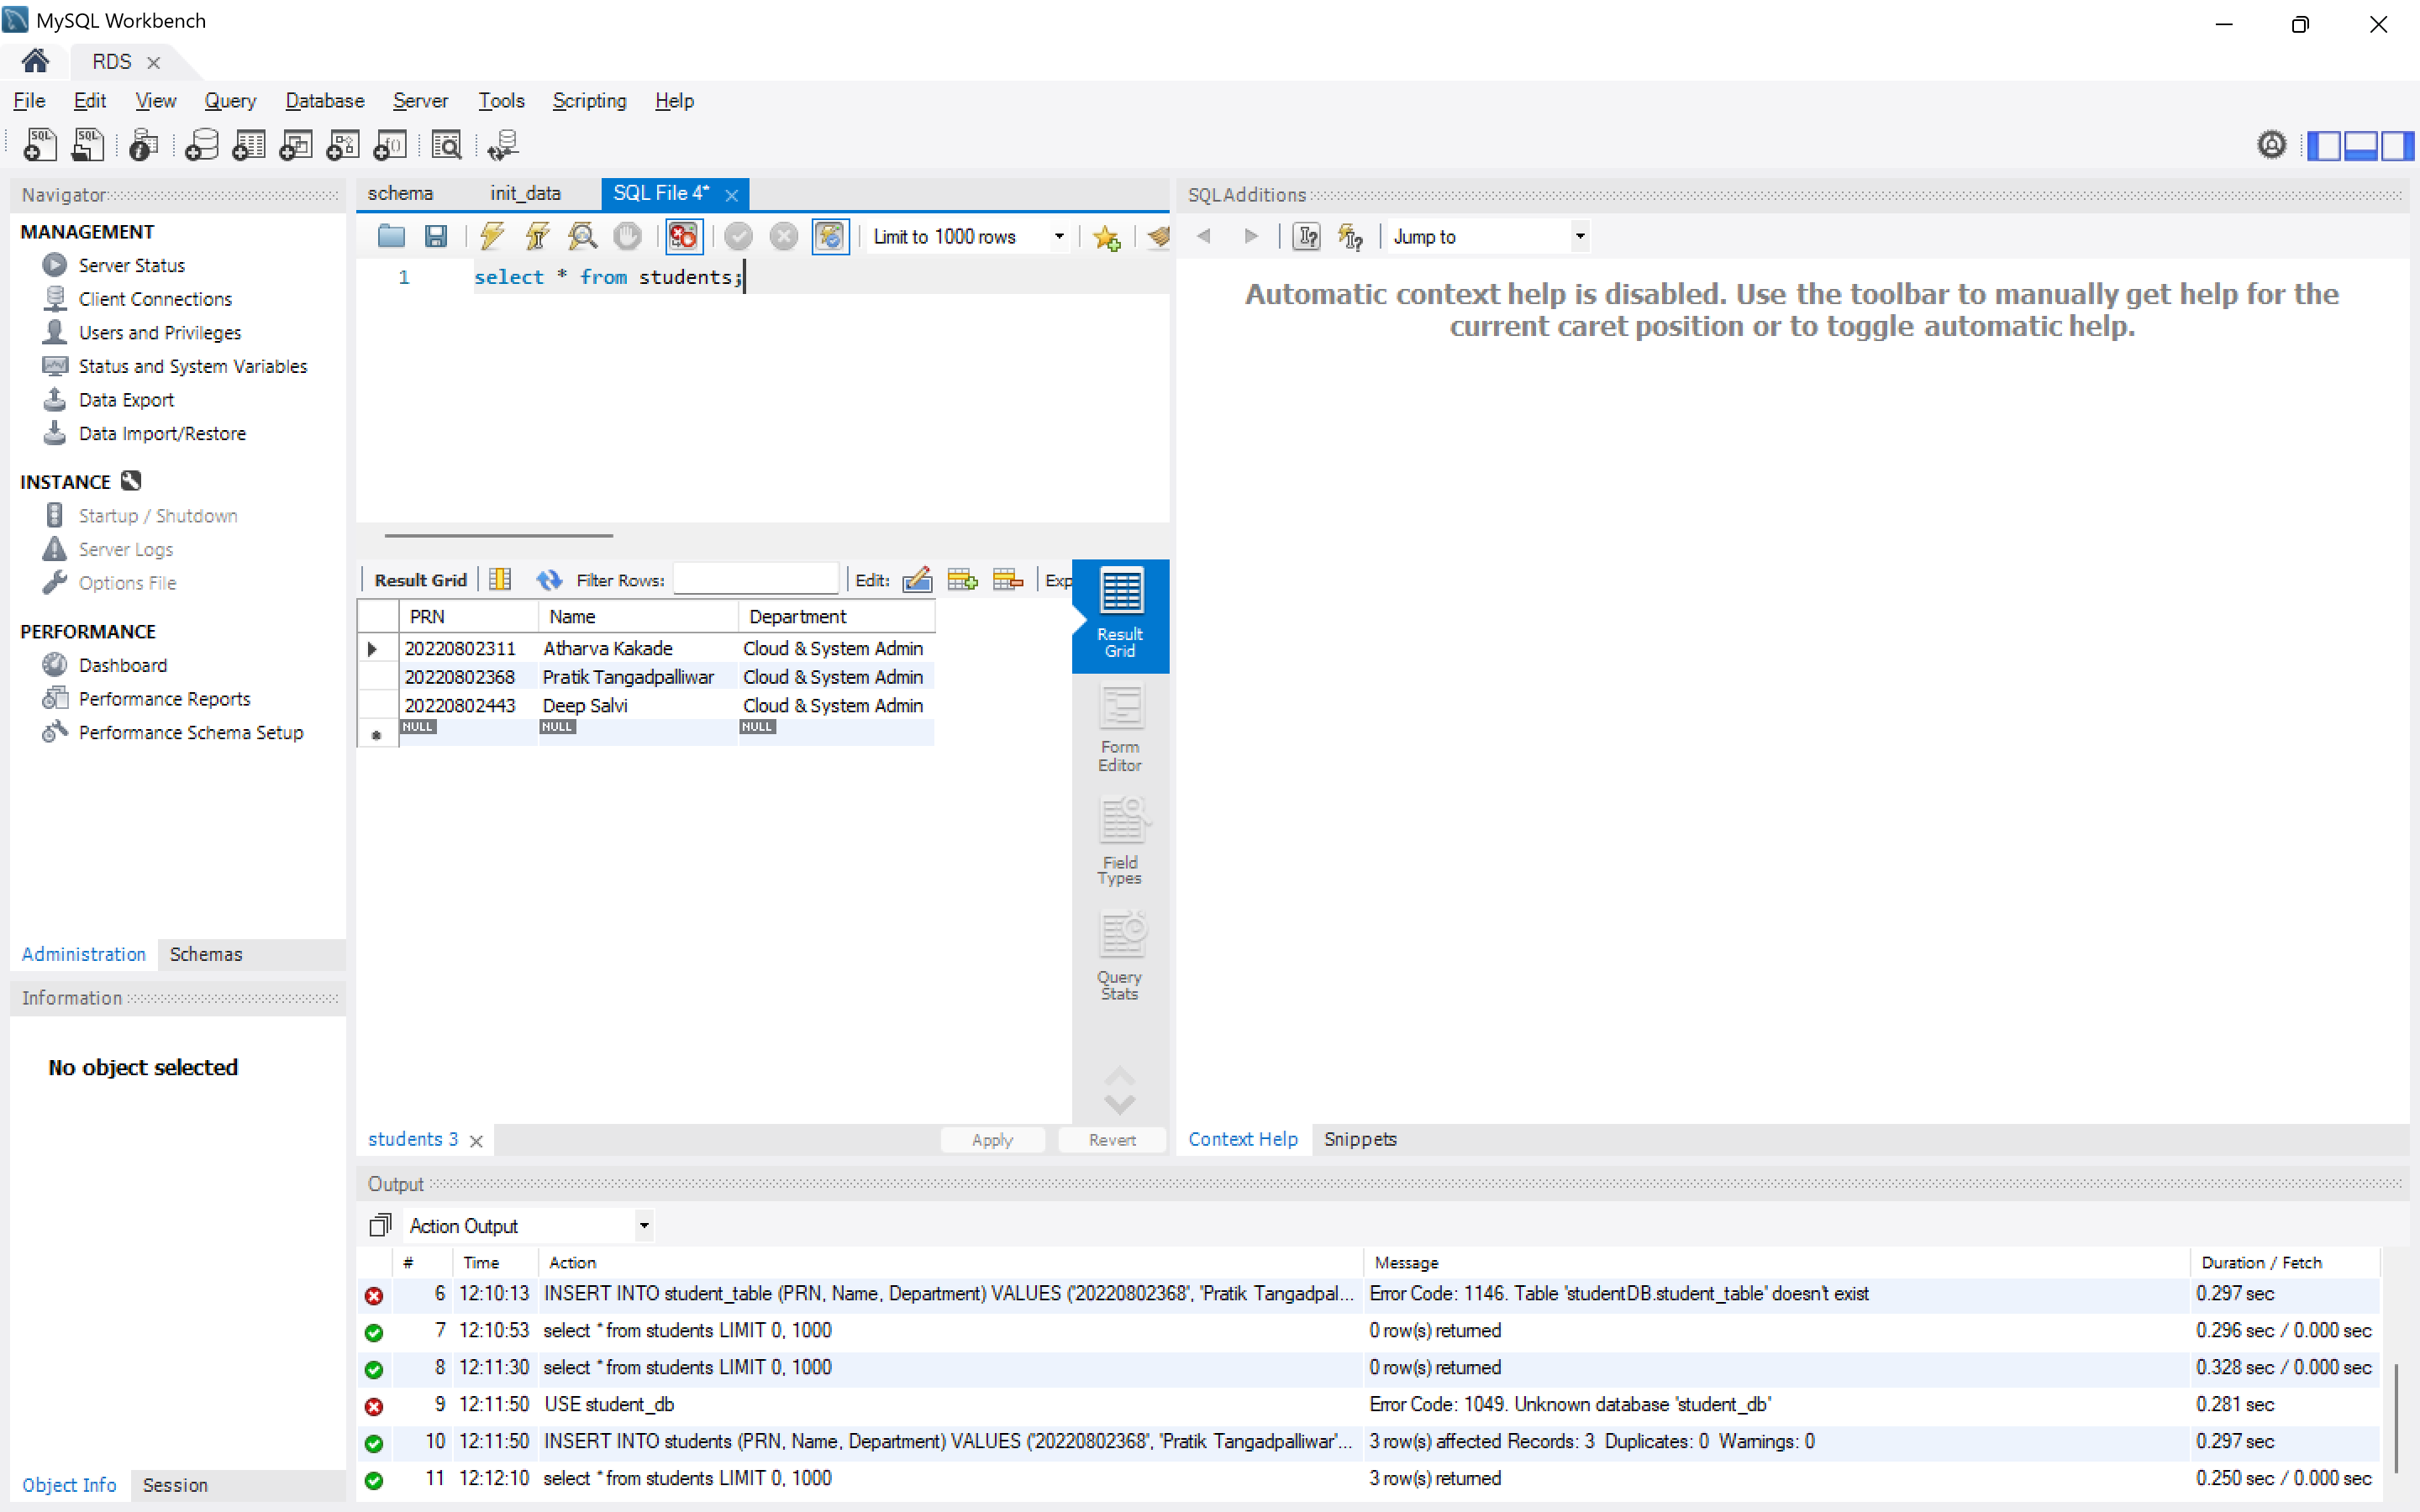 MySQL Workbench
RDS
File Edit View Query Database Server Tools Scripting Help
Navigator
MANAGEMENT
Server Status
Client Connections
Users and Privileges
Status and System Variables
Data Export
Data Import/Restore
INSTANCE
Startup / Shutdown
Server Logs
Options File
PERFORMANCE
Dashboard
Performance Reports
Performance Schema Setup
Administration Schemas
Information
No object selected
Object Info Session
schema init_data SQL File 4*
Limit to 1000 rows
1 select * from students;
Result Grid Filter Rows: Edit: Exp
PRN Name Department
20220802311 Atharva Kakade Cloud & System Admin
20220802368 Pratik Tangadpalliwar Cloud & System Admin
20220802443 Deep Salvi Cloud & System Admin
NULL NULL NULL
Result
Grid
Form
Editor
Field
Types
Query
Stats
students 3 Apply Revert
SQLAdditions
Jump to
Automatic context help is disabled. Use the toolbar to manually get help for the
current caret position or to toggle automatic help.
Context Help Snippets
Output
Action Output
# Time Action Message Duration / Fetch
6 12:10:13 INSERT INTO student_table (PRN, Name, Department) VALUES ('20220802368', 'Pratik Tangadpal... Error Code: 1146. Table 'studentDB.student_table' doesn't exist 0.297 sec
7 12:10:53 select * from students LIMIT 0, 1000 0 row(s) returned 0.296 sec / 0.000 sec
8 12:11:30 select * from students LIMIT 0, 1000 0 row(s) returned 0.328 sec / 0.000 sec
9 12:11:50 USE student_db Error Code: 1049. Unknown database 'student_db' 0.281 sec
10 12:11:50 INSERT INTO students (PRN, Name, Department) VALUES ('20220802368', 'Pratik Tangadpalliwar'... 3 row(s) affected Records: 3 Duplicates: 0 Warnings: 0 0.297 sec
11 12:12:10 select * from students LIMIT 0, 1000 3 row(s) returned 0.250 sec / 0.000 sec